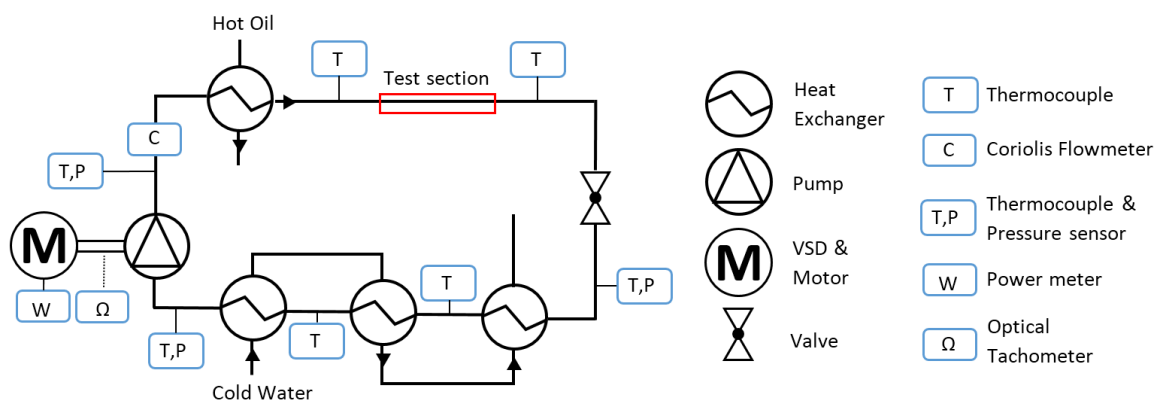 Hot Oil
T
T
Test section
C
T,P
M
W
Ω
T,P
T
T
T,P
Cold Water
Heat
Exchanger
Pump
M
VSD &
Motor
Valve
T
Thermocouple
C
Coriolis Flowmeter
T,P
Thermocouple &
Pressure sensor
W
Power meter
Ω
Optical
Tachometer